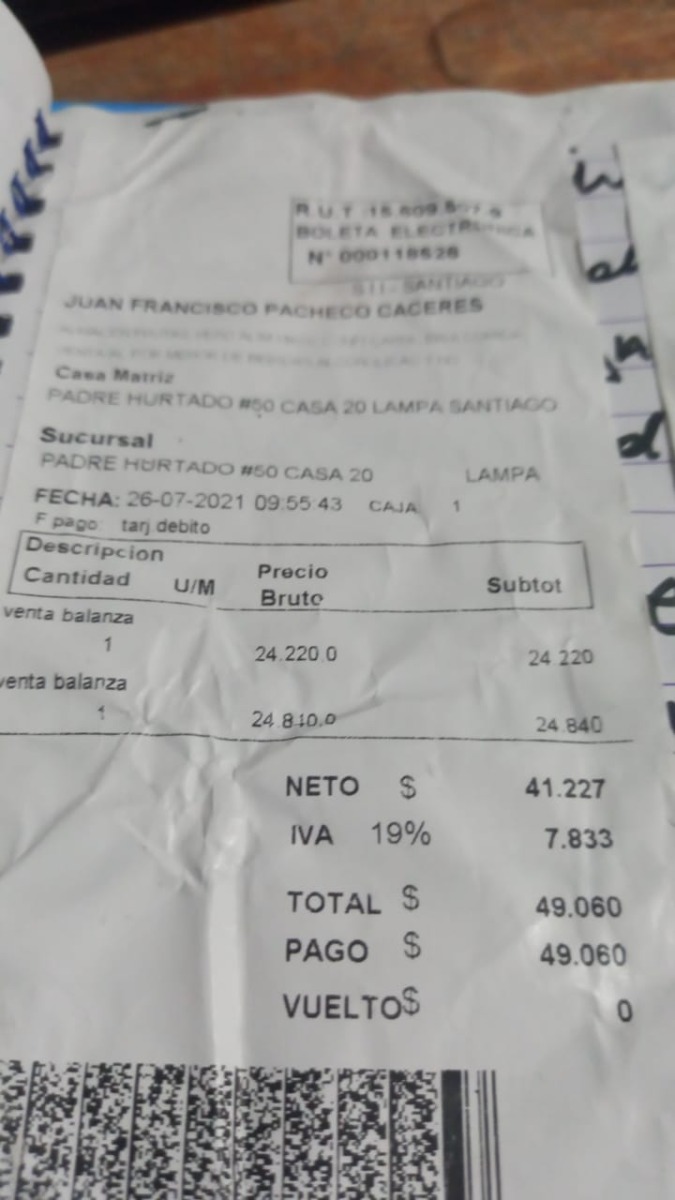 R.U.T
BOLETA ELECTRONICA
N° 000118626
S.I.I. - SANTIAGO
JUAN FRANCISCO PACHECO CACERES
Casa Matriz
PADRE HURTADO #50 CASA 20 LAMPA SANTIAGO
Sucursal
PADRE HURTADO #50 CASA 20 LAMPA
FECHA: 26-07-2021 09:55:43 CAJA 1
F pago: tarj debito
Descripcion
Cantidad U/M Precio Bruto Subtot
venta balanza
1 24.220.0 24.220
venta balanza
1 24.840.0 24.840
NETO $ 41.227
IVA 19% 7.833
TOTAL $ 49.060
PAGO $ 49.060
VUELTO$ 0